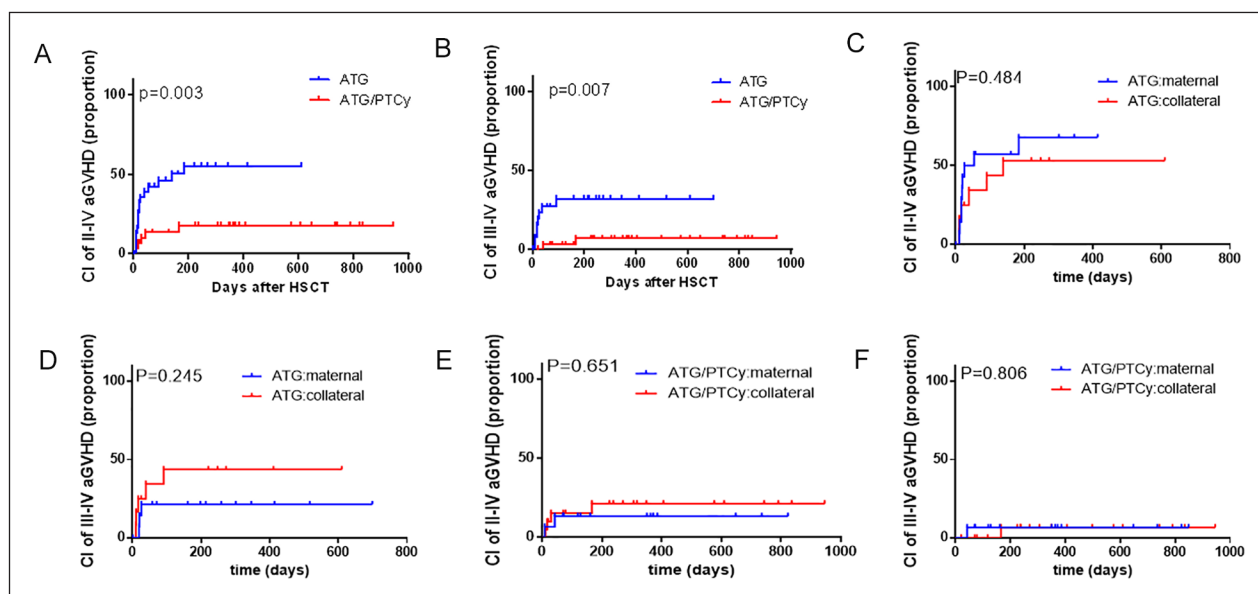 A
CI of II-IV aGVHD (proportion)
p=0.003
ATG
ATG/PTCy
100
50
0
0 200 400 600 800 1000
Days after HSCT
B
CI of III-IV aGVHD (proportion)
p=0.007
ATG
ATG/PTCy
100
50
0
0 200 400 600 800 1000
Days after HSCT
C
CI of II-IV aGVHD (proportion)
P=0.484
ATG:maternal
ATG:collateral
100
50
0
0 200 400 600 800
time (days)
D
CI of III-IV aGVHD (proportion)
P=0.245
ATG:maternal
ATG:collateral
100
50
0
0 200 400 600 800
time (days)
E
CI of II-IV aGVHD (proportion)
P=0.651
ATG/PTCy:maternal
ATG/PTCy:collateral
100
50
0
0 200 400 600 800 1000
time (days)
F
CI of III-IV aGVHD (proportion)
P=0.806
ATG/PTCy:maternal
ATG/PTCy:collateral
100
50
0
0 200 400 600 800 1000
time (days)